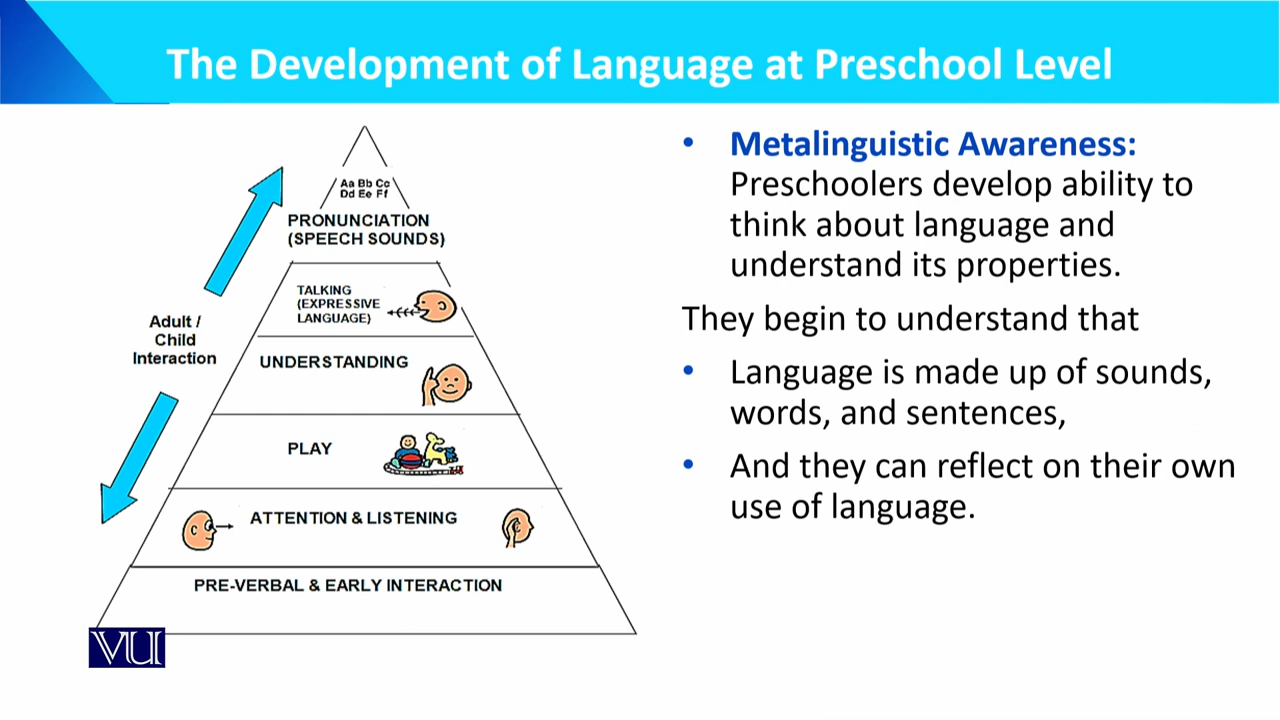 The Development of Language at Preschool Level
Aa Bb Cc
Dd Ee Ff
PRONUNCIATION
(SPEECH SOUNDS)
TALKING
(EXPRESSIVE
LANGUAGE)
UNDERSTANDING
PLAY
ATTENTION & LISTENING
PRE-VERBAL & EARLY INTERACTION
Adult /
Child
Interaction
VU
• Metalinguistic Awareness:
Preschoolers develop ability to
think about language and
understand its properties.
They begin to understand that
• Language is made up of sounds,
words, and sentences,
• And they can reflect on their own
use of language.